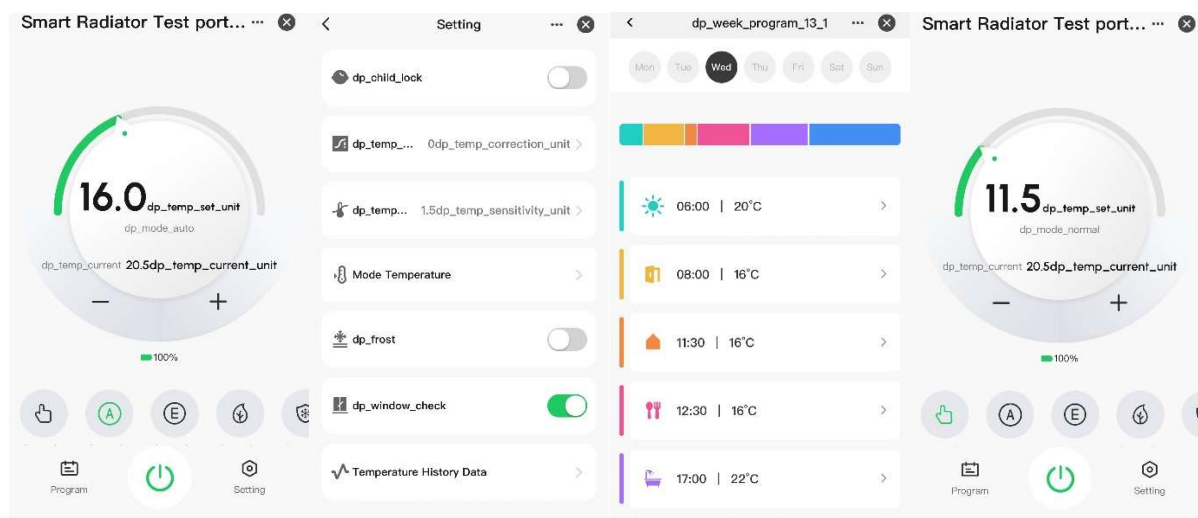 Smart Radiator Test port...
16.0dp_temp_set_unit
dp_mode_auto
dp_temp_current 20.5dp_temp_current_unit
100%
A
E
Program
Setting
Setting
dp_child_lock
dp_temp_... 0dp_temp_correction_unit
dp_temp... 1.5dp_temp_sensitivity_unit
Mode Temperature
dp_frost
dp_window_check
Temperature History Data
dp_week_program_13_1
Mon Tue Wed Thu Fri Sat Sun
06:00 | 20°C
08:00 | 16°C
11:30 | 16°C
12:30 | 16°C
17:00 | 22°C
Smart Radiator Test port...
11.5dp_temp_set_unit
dp_mode_normal
dp_temp_current 20.5dp_temp_current_unit
100%
A
E
Program
Setting